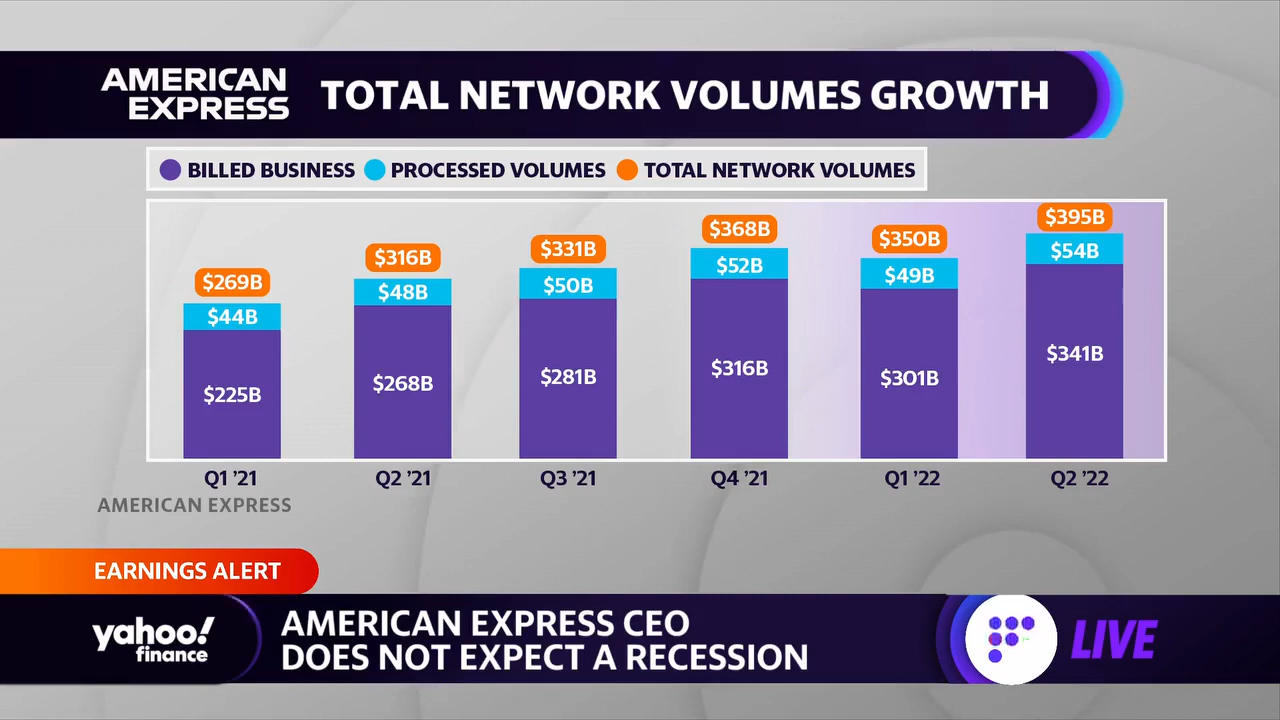 AMERICAN
EXPRESS
TOTAL NETWORK VOLUMES GROWTH
BILLED BUSINESS PROCESSED VOLUMES TOTAL NETWORK VOLUMES
$269B $316B $331B $368B $350B $395B
$44B $48B $50B $52B $49B $54B
$225B $268B $281B $316B $301B $341B
Q1 ’21 Q2 ’21 Q3 ’21 Q4 ’21 Q1 ’22 Q2 ’22
AMERICAN EXPRESS
EARNINGS ALERT
yahoo!
finance
AMERICAN EXPRESS CEO
DOES NOT EXPECT A RECESSION
LIVE